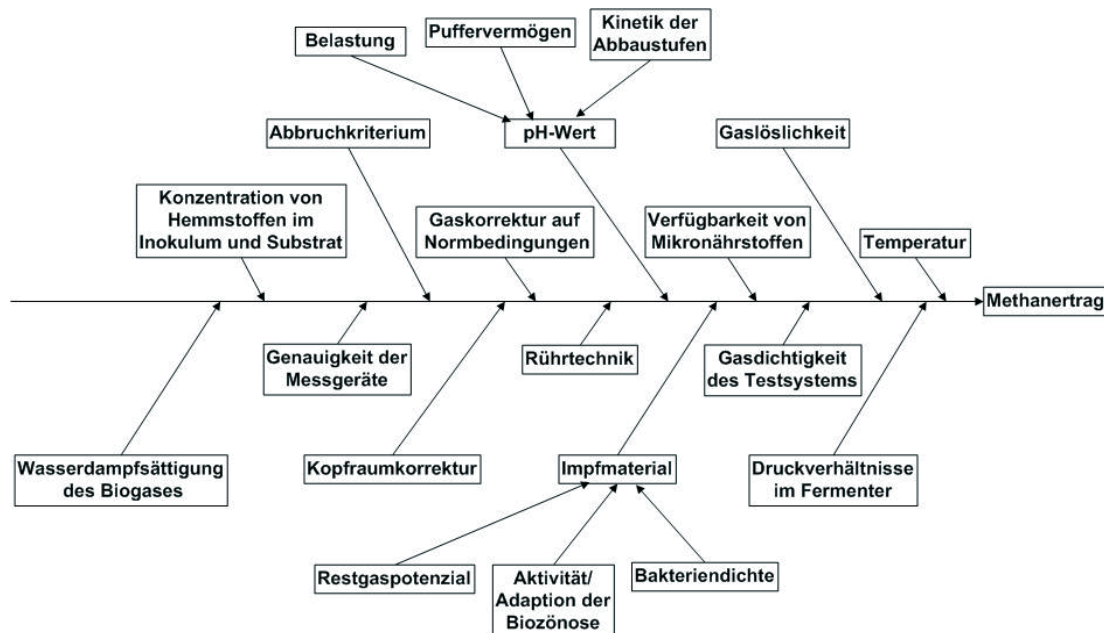 Belastung
Puffervermögen
Kinetik der
Abbaustufen
Abbruchkriterium
pH-Wert
Gaslöslichkeit
Konzentration von
Hemmstoffen im
Inokulum und Substrat
Gaskorrektur auf
Normbedingungen
Verfügbarkeit von
Mikronährstoffen
Temperatur
Methanertrag
Genauigkeit der
Messgeräte
Rührtechnik
Gasdichtigkeit
des Testsystems
Wasserdampfsättigung
des Biogases
Kopfraumkorrektur
Impfmaterial
Druckverhältnisse
im Fermenter
Restgaspotenzial
Aktivität/
Adaption der
Biozönose
Bakteriendichte